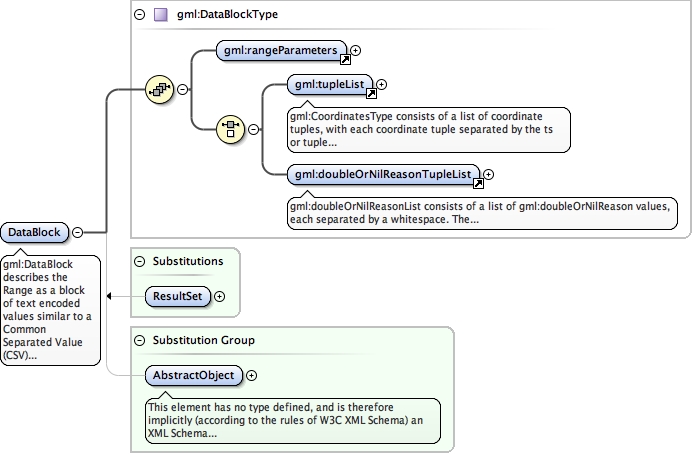 gml:DataBlockType
gml:rangeParameters
gml:tupleList
gml:CoordinatesType consists of a list of coordinate
tuples, with each coordinate tuple separated by the ts
or tuple...
gml:doubleOrNilReasonTupleList
gml:doubleOrNilReasonList consists of a list of gml:doubleOrNilReason values,
each separated by a whitespace. The...
DataBlock
gml:DataBlock
describes the
Range as a block
of text encoded
values similar to a
Common
Separated Value
(CSV)...
Substitutions
ResultSet
Substitution Group
AbstractObject
This element has no type defined, and is therefore
implicitly (according to the rules of W3C XML Schema) an
XML Schema...